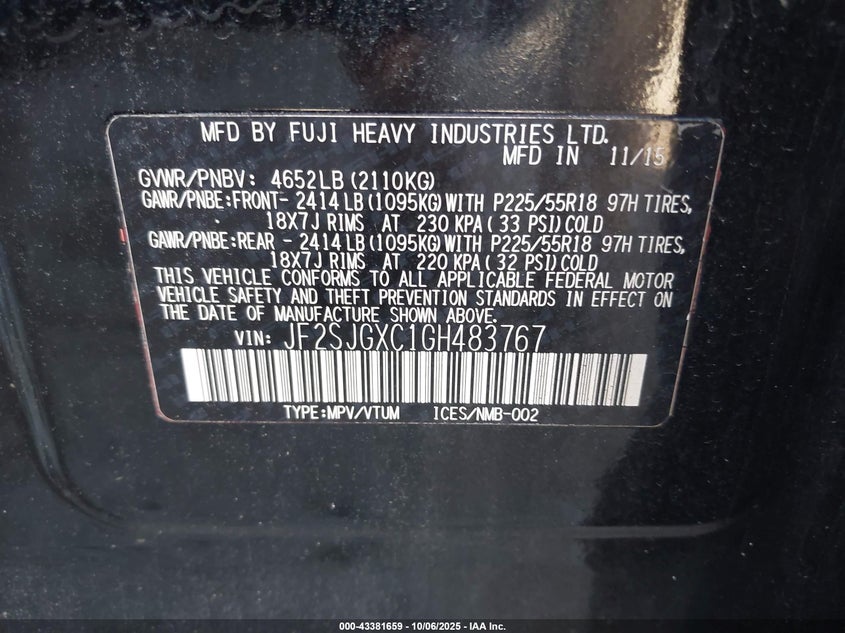 MFD BY FUJI HEAVY INDUSTRIES LTD.
MFD IN 11/15
GVWR/PNBV: 4652LB (2110KG)
GAWR/PNBE:FRONT- 2414 LB (1095KG) WITH P225/55R18 97H TIRES,
18X7J RIMS AT 230 KPA ( 33 PSI) COLD
GAWR/PNBE:REAR - 2414 LB (1095KG) WITH P225/55R18 97H TIRES,
18X7J RIMS AT 220 KPA ( 32 PSI) COLD
THIS VEHICLE CONFORMS TO ALL APPLICABLE FEDERAL MOTOR
VEHICLE SAFETY AND THEFT PREVENTION STANDARDS IN EFFECT ON
THE DATE OF MANUFACTURE SHOWN ABOVE.
VIN: JF2SJGXC1GH483767
TYPE:MPV/VTUM ICES/NMB-002
000-43381659 - 10/06/2025 - IAA Inc.